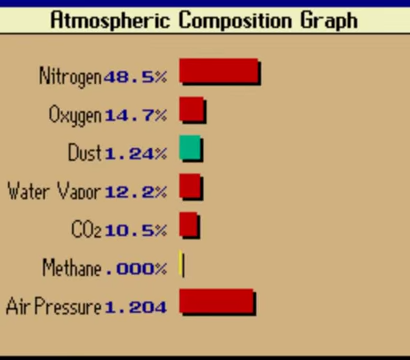 Atmospheric Composition Graph
Nitrogen 48.5%
Oxygen 14.7%
Dust 1.24%
Water Vapor 12.2%
CO2 10.5%
Methane .000%
Air Pressure 1.204